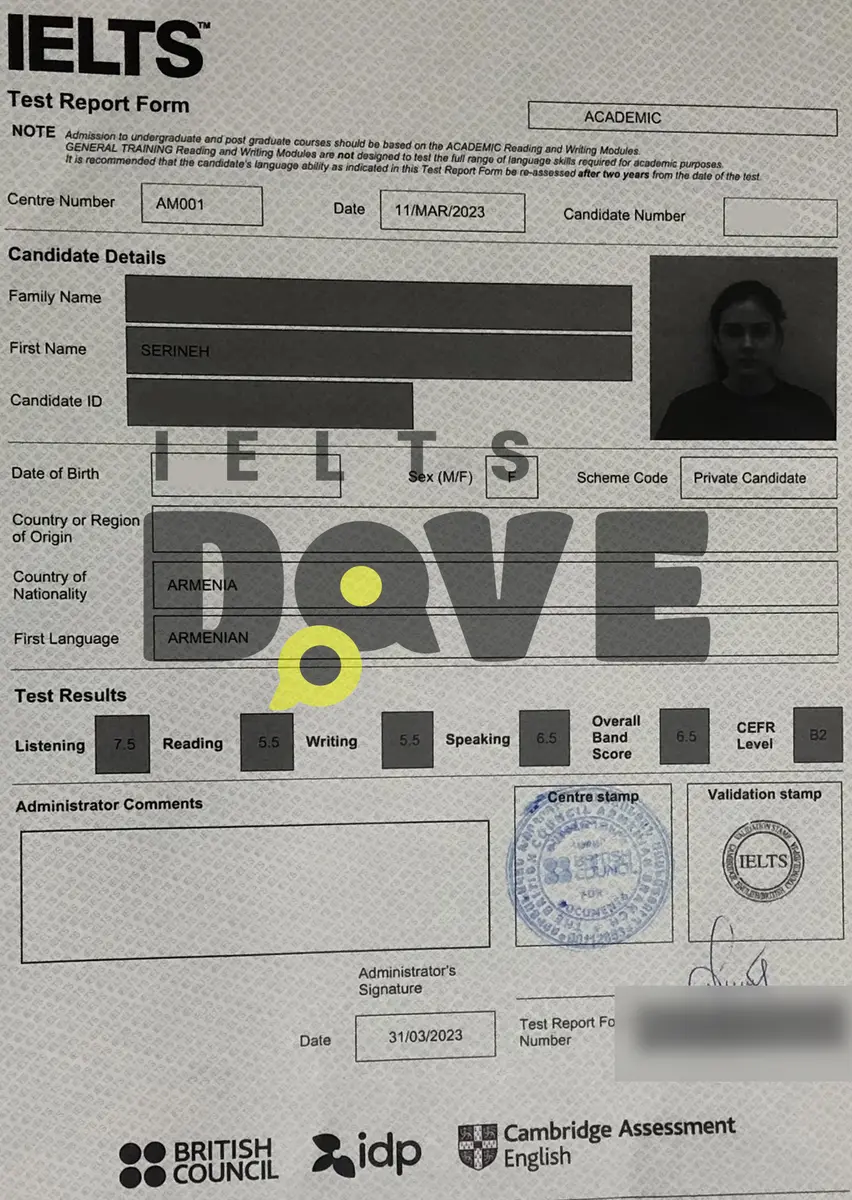 IELTS™
Test Report Form
ACADEMIC
NOTE Admission to undergraduate and post graduate courses should be based on the ACADEMIC Reading and Writing Modules.
GENERAL TRAINING Reading and Writing Modules are not designed to test the full range of language skills required for academic purposes.
It is recommended that the candidate's language ability as indicated in this Test Report Form be re-assessed after two years from the date of the test.
Centre Number AM001 Date 11/MAR/2023 Candidate Number
Candidate Details
Family Name
First Name SERINEH
Candidate ID
IELTS
Date of Birth Sex (M/F) F Scheme Code Private Candidate
Country or Region
of Origin
DAVE
Country of
Nationality ARMENIA
First Language ARMENIAN
Test Results
Listening 7.5 Reading 5.5 Writing 5.5 Speaking 6.5 Overall Band Score 6.5 CEFR Level B2
Administrator Comments
Centre stamp
Validation stamp
BRITISH
COUNCIL
FOR
DOCUMENTS
VALIDATION STAMP
IELTS
Administrator's
Signature
Date 31/03/2023
Test Report Fo
Number
BRITISH
COUNCIL
idp
Cambridge Assessment
English